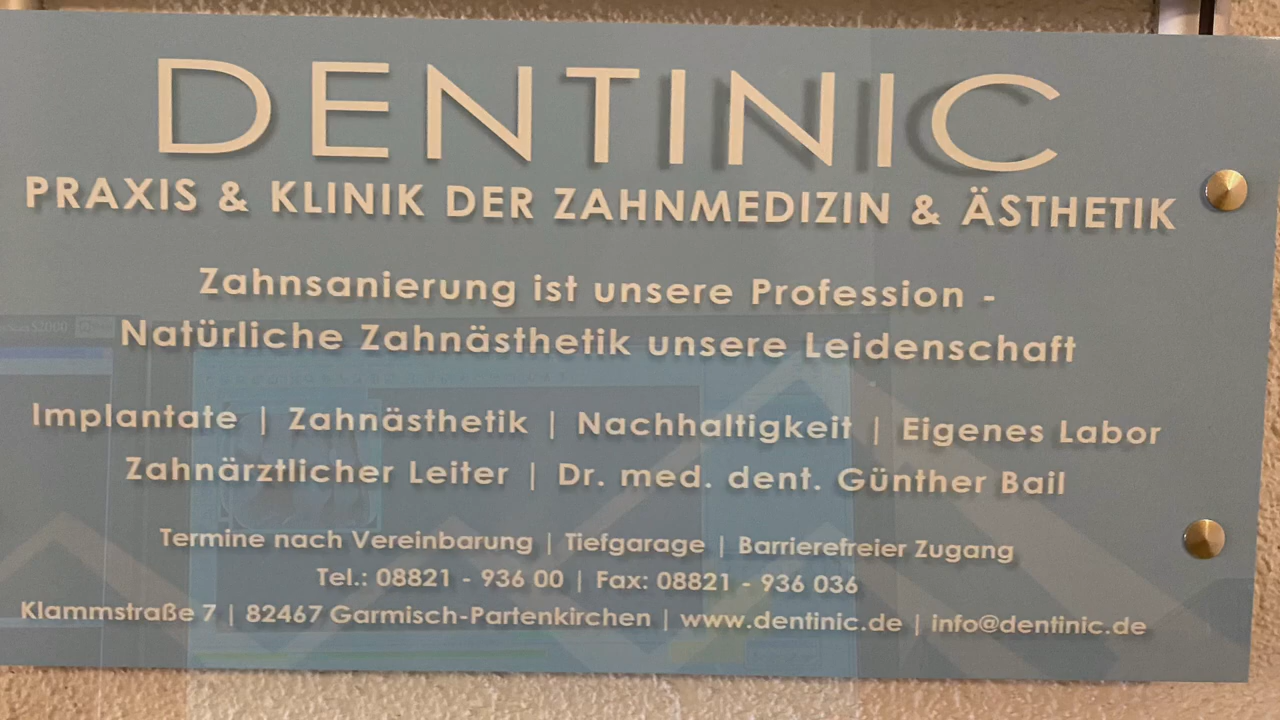 DENTINIC
PRAXIS & KLINIK DER ZAHNMEDIZIN & ÄSTHETIK
Zahnsanierung ist unsere Profession -
Natürliche Zahnästhetik unsere Leidenschaft
Implantate | Zahnästhetik | Nachhaltigkeit | Eigenes Labor
Zahnärztlicher Leiter | Dr. med. dent. Günther Bail
Termine nach Vereinbarung | Tiefgarage | Barrierefreier Zugang
Tel.: 08821 - 936 00 | Fax: 08821 - 936 036
Klammstraße 7 | 82467 Garmisch-Partenkirchen | www.dentinic.de | info@dentinic.de